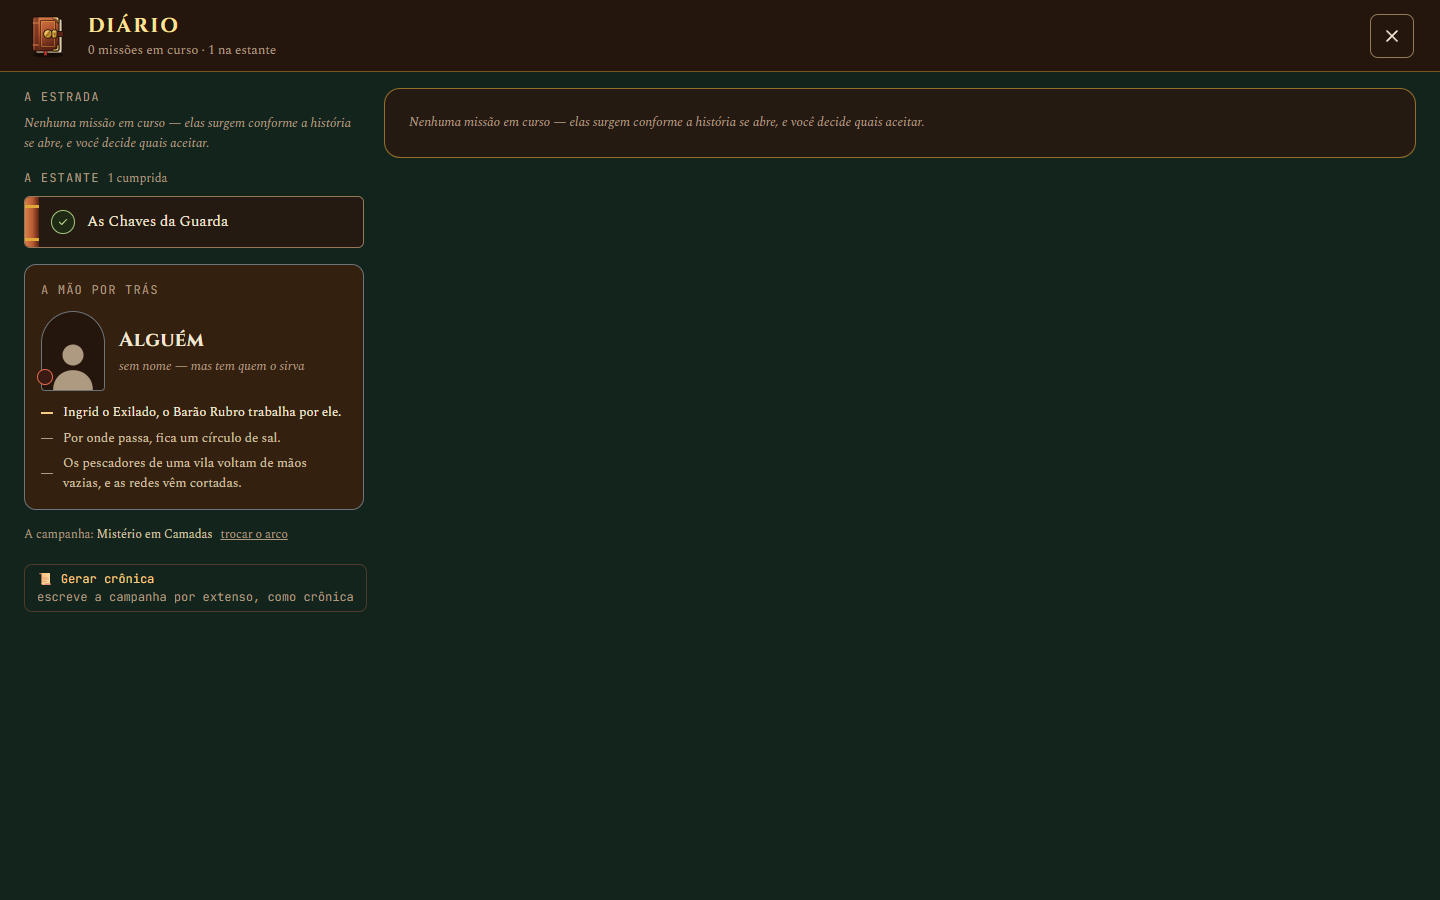 DIÁRIO
0 missões em curso · 1 na estante
A ESTRADA
Nenhuma missão em curso — elas surgem conforme a história
se abre, e você decide quais aceitar.
A ESTANTE 1 cumprida
As Chaves da Guarda
A MÃO POR TRÁS
ALGUÉM
sem nome — mas tem quem o sirva
— Ingrid o Exilado, o Barão Rubro trabalha por ele.
— Por onde passa, fica um círculo de sal.
— Os pescadores de uma vila voltam de mãos
vazias, e as redes vêm cortadas.
A campanha: Mistério em Camadas trocar o arco
Gerar crônica
escreve a campanha por extenso, como crônica
Nenhuma missão em curso — elas surgem conforme a história se abre, e você decide quais aceitar.